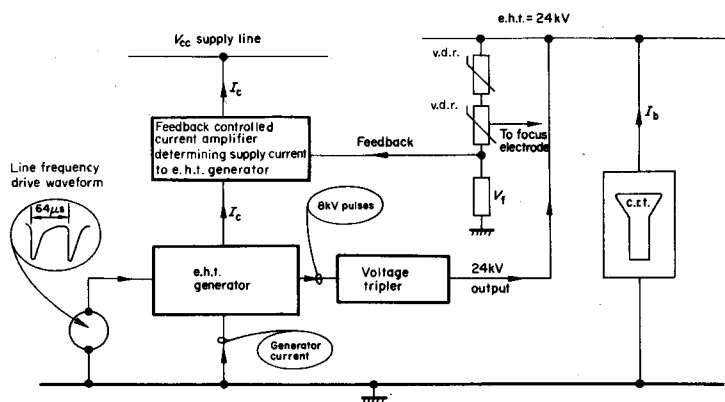 e.h.t. = 24kV
V_cc supply line
v.d.r.
I_c
v.d.r.
I_b
Feedback controlled
current amplifier
determining supply current
to e.h.t. generator
Feedback
To focus
electrode
Line frequency
drive waveform
64μs
I_c
8kV pulses
V_f
c.r.t.
e.h.t.
generator
Voltage
tripler
24kV
output
Generator
current